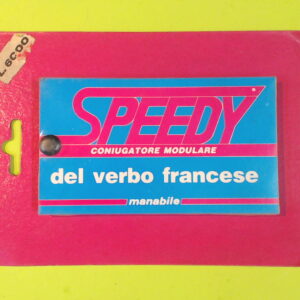 L. 6000
SPEEDY
CONIUGATORE MODULARE
del verbo francese
manabile